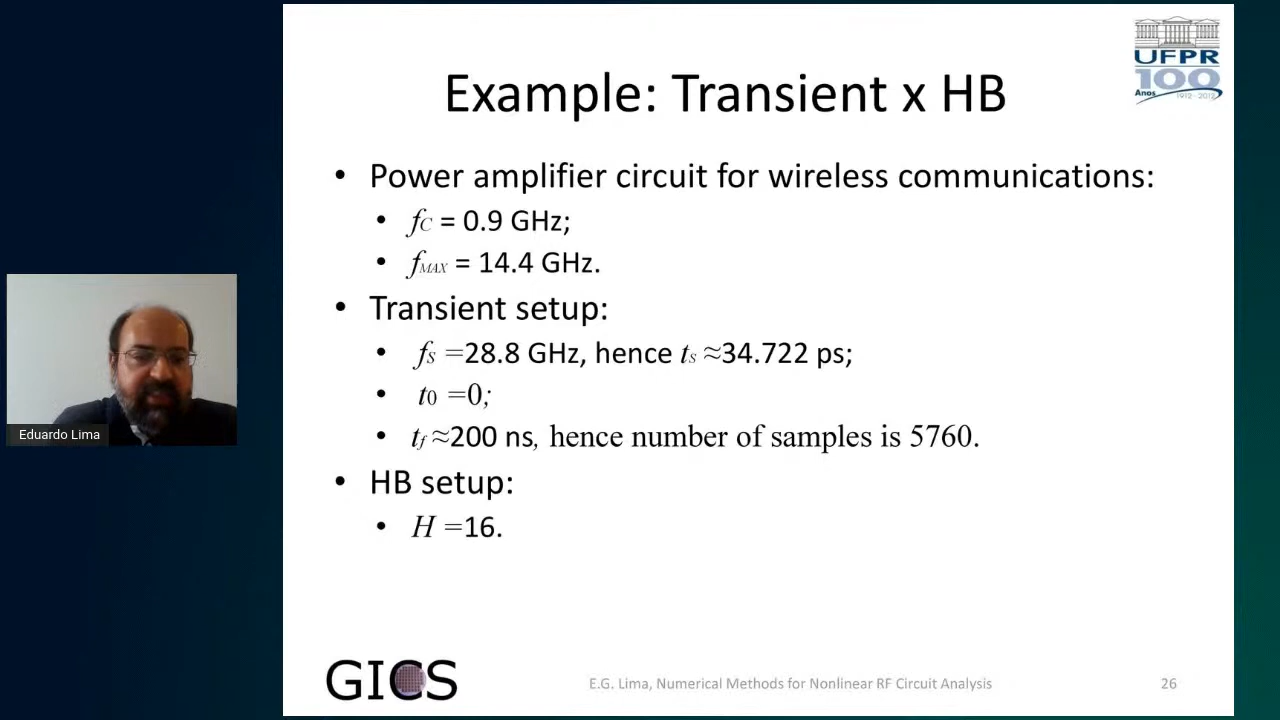 UFPR
100
Anos
1912 - 2012
Example: Transient x HB
• Power amplifier circuit for wireless communications:
• fC = 0.9 GHz;
• fMAX = 14.4 GHz.
• Transient setup:
• fS =28.8 GHz, hence ts ≈34.722 ps;
• t0 =0;
• tf ≈200 ns, hence number of samples is 5760.
• HB setup:
• H =16.
Eduardo Lima
GICS
E.G. Lima, Numerical Methods for Nonlinear RF Circuit Analysis
26